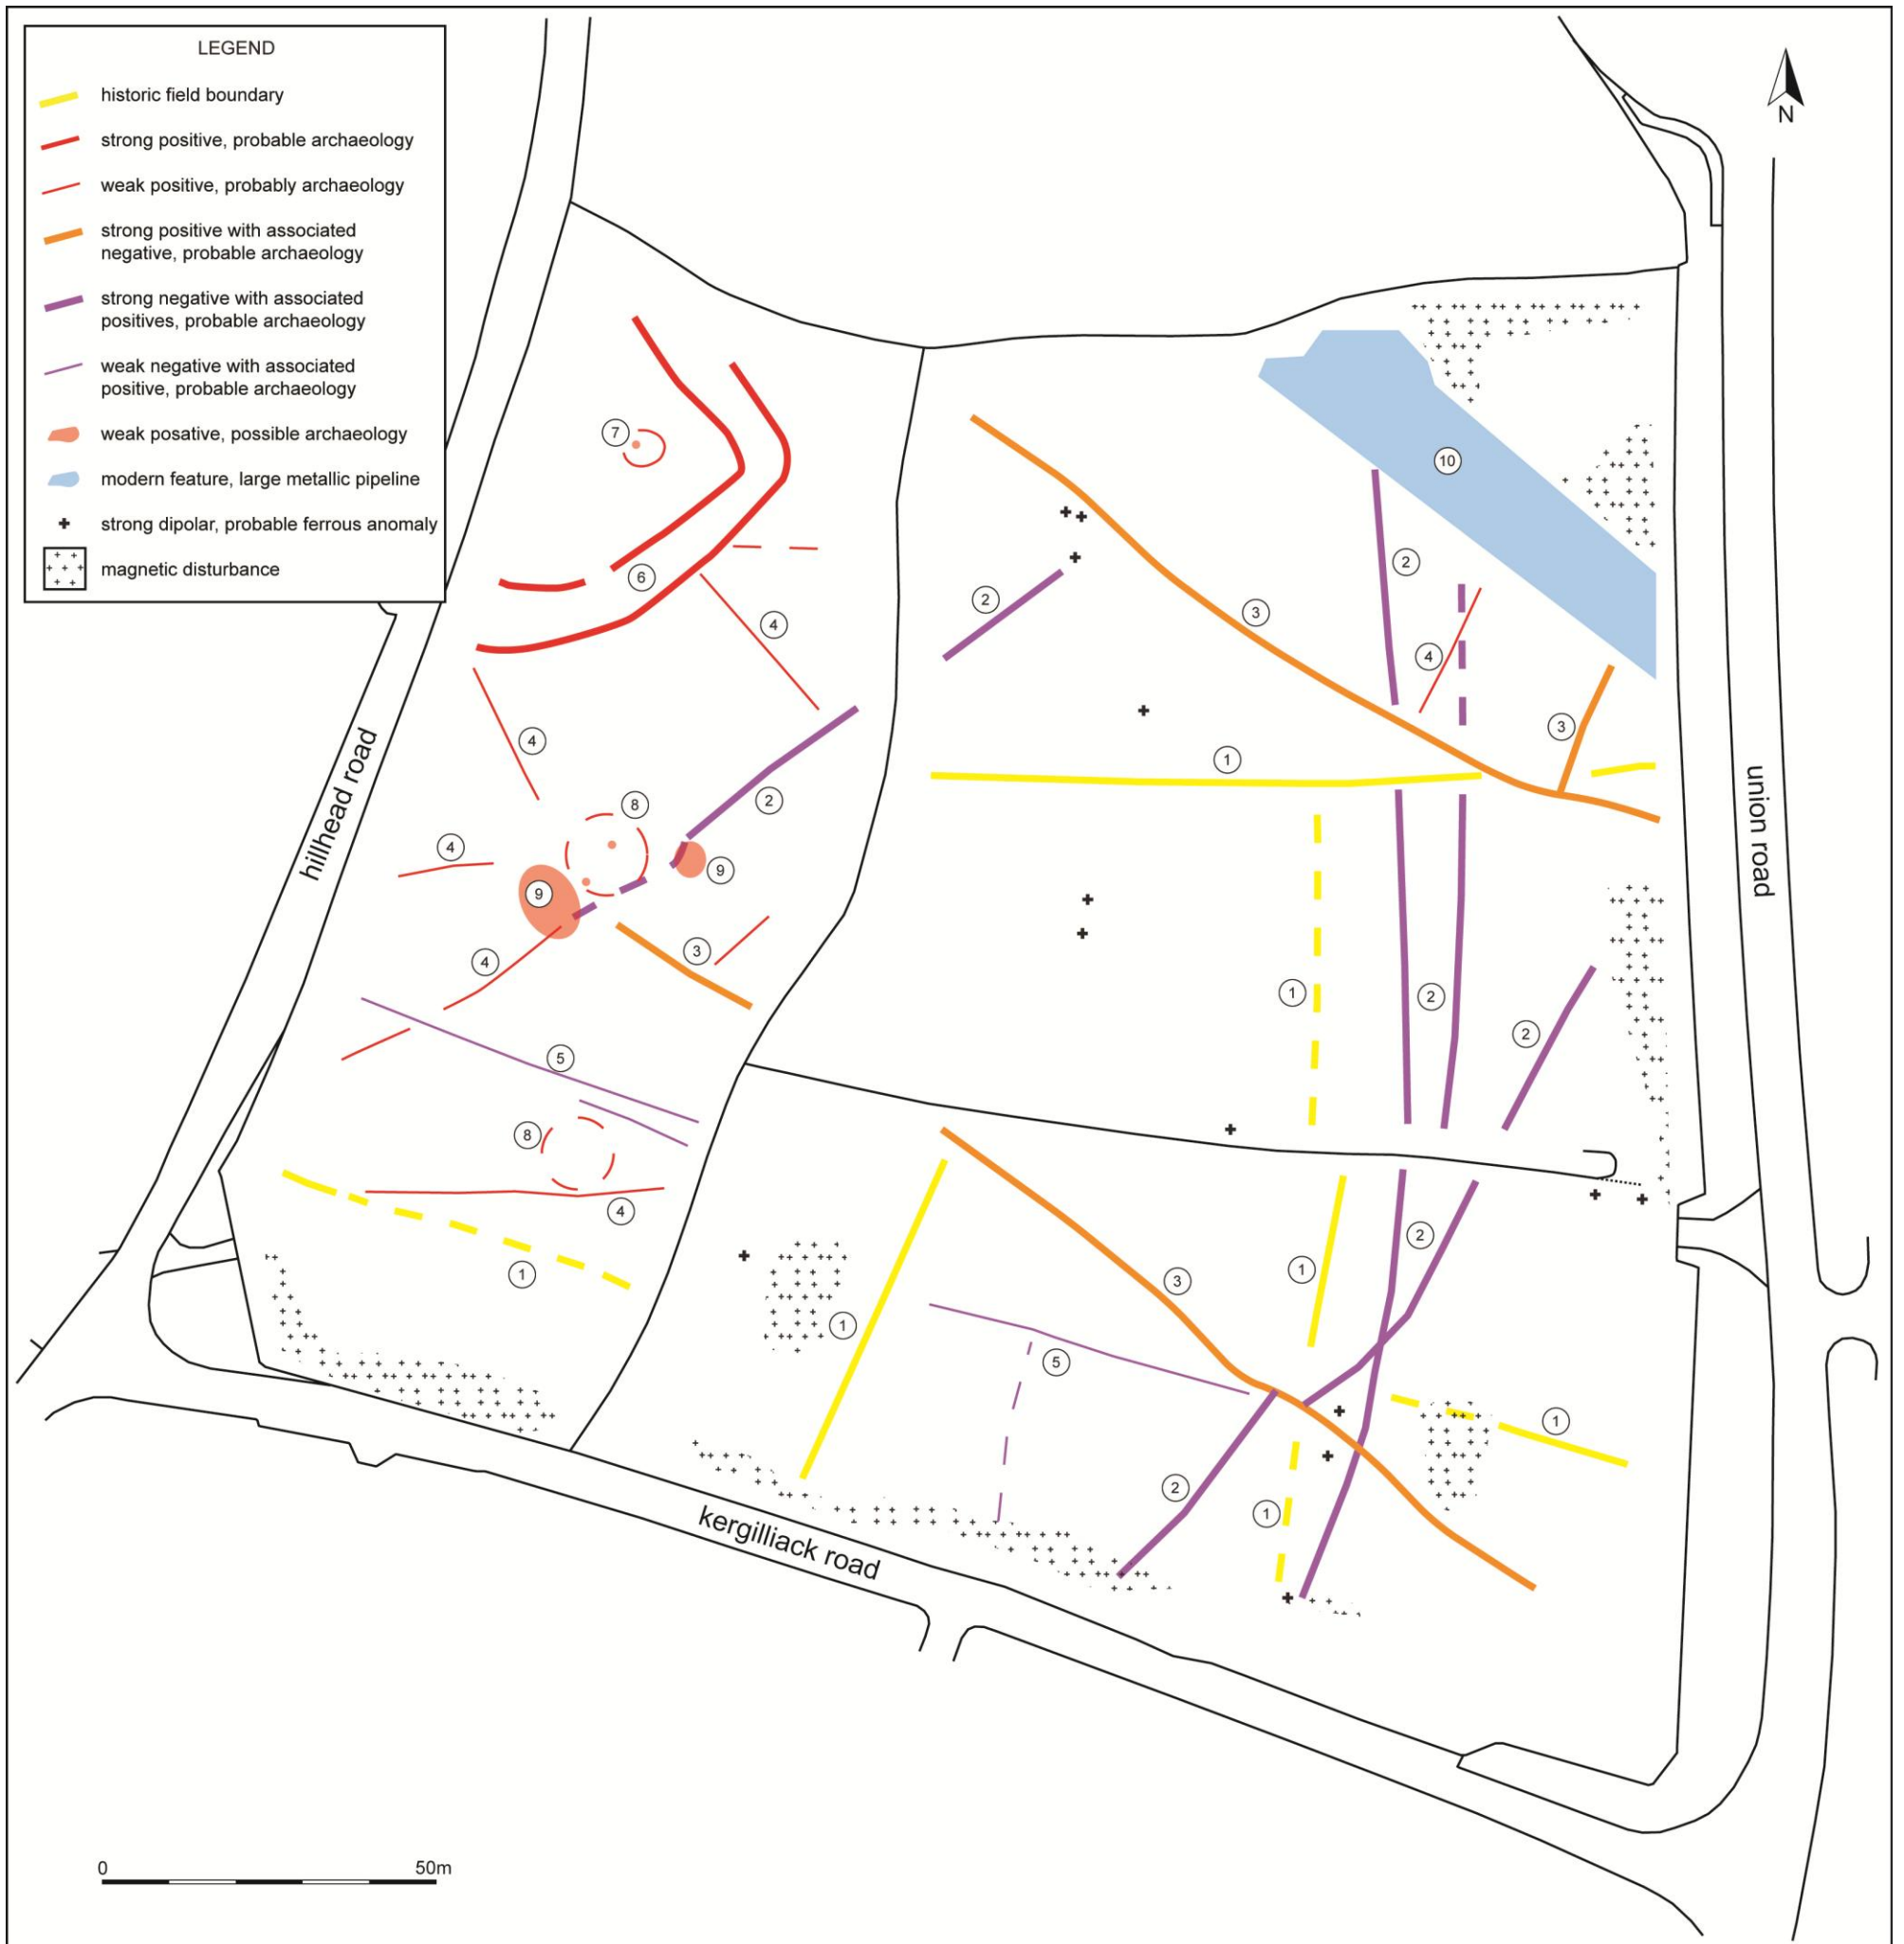 LEGEND
historic field boundary
strong positive, probable archaeology
weak positive, probably archaeology
strong positive with associated
negative, probable archaeology
strong negative with associated
positives, probable archaeology
weak negative with associated
positive, probable archaeology
weak posative, possible archaeology
modern feature, large metallic pipeline
strong dipolar, probable ferrous anomaly
magnetic disturbance
N
7
10
2
6
2
3
4
4
3
4
1
2
8
4
9
9
3
4
1
2
2
5
8
4
2
1
1
3
1
5
1
2
1
hillhead road
union road
kergilliack road
0 50m